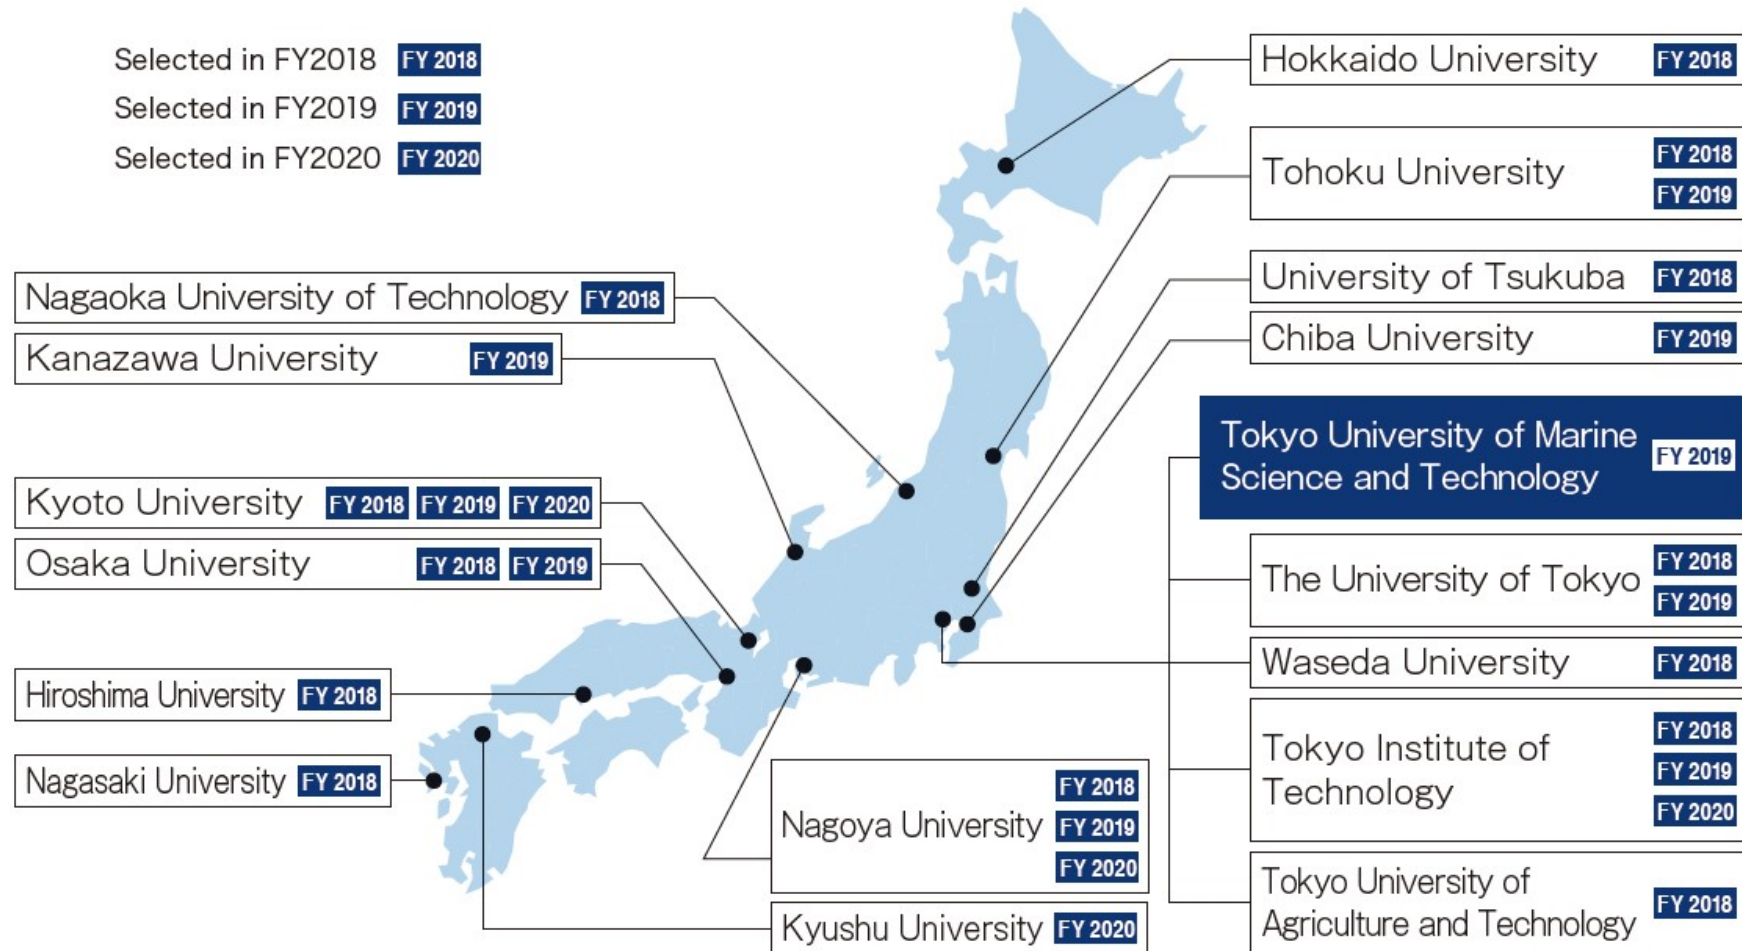 Selected in FY2018 FY 2018
Selected in FY2019 FY 2019
Selected in FY2020 FY 2020
Nagaoka University of Technology FY 2018
Kanazawa University FY 2019
Kyoto University FY 2018 FY 2019 FY 2020
Osaka University FY 2018 FY 2019
Hiroshima University FY 2018
Nagasaki University FY 2018
Nagoya University
FY 2018
FY 2019
FY 2020
Kyushu University FY 2020
Hokkaido University FY 2018
Tohoku University
FY 2018
FY 2019
University of Tsukuba FY 2018
Chiba University FY 2019
Tokyo University of Marine
Science and Technology
FY 2019
The University of Tokyo
FY 2018
FY 2019
Waseda University FY 2018
Tokyo Institute of
Technology
FY 2018
FY 2019
FY 2020
Tokyo University of
Agriculture and Technology
FY 2018